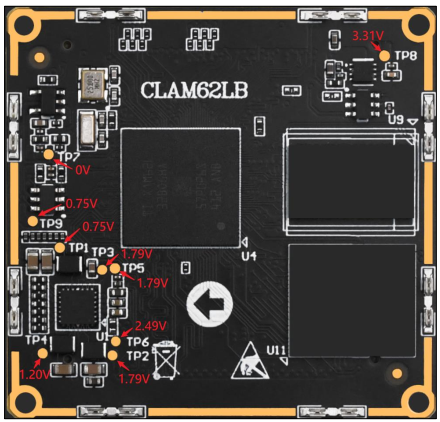 3.31V
TP8
CLAM62LB
U9
TP7
0V
0.75V
TP9
0.75V
TP1
TP3
1.79V
TP5
1.79V
U4
U1
2.49V
TP4
TP6
TP2
U11
1.20V
1.79V